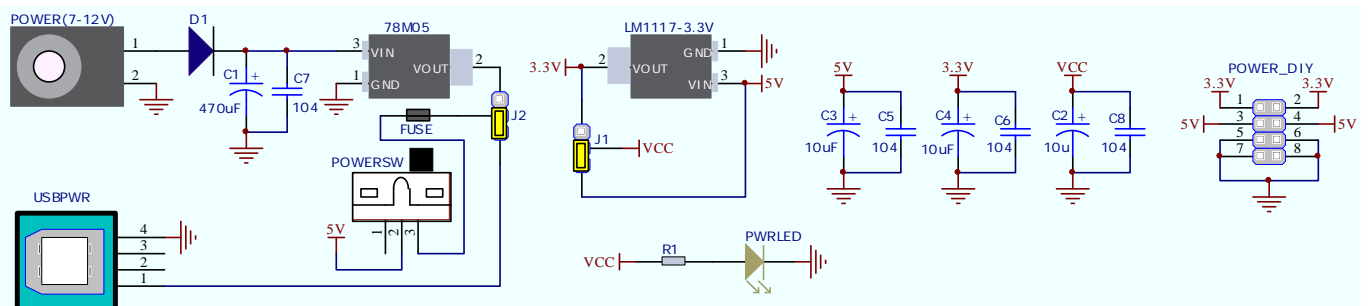 POWER(7-12V)
D1
78M05
LM1117-3.3V
1
2
C1
+
470uF
C7
104
3
VIN
1
GND
VOUT
2
FUSE
J2
3.3V
2
VOUT
GND
1
VIN
3
5V
J1
VCC
5V
C3
+
10uF
C5
104
3.3V
C4
+
10uF
C6
104
VCC
C2
+
10u
C8
104
POWER_DIY
3.3V
3.3V
1
2
5V
3
4
5V
5
6
7
8
POWERSW
5V
1
2
3
USBPWR
4
3
2
1
VCC
R1
PWRLED